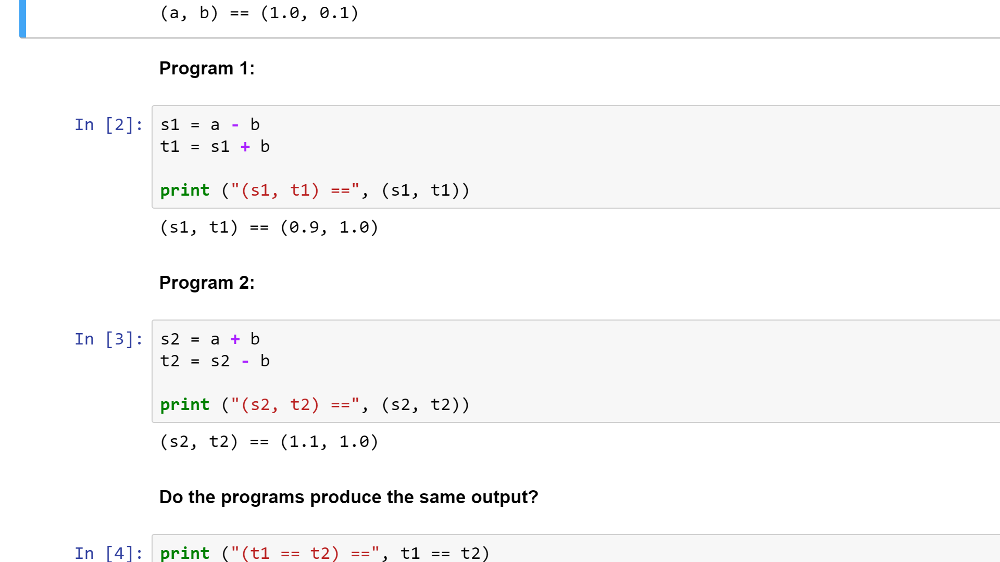 (a, b) == (1.0, 0.1)
Program 1:
In [2]: s1 = a - b
t1 = s1 + b
print ("(s1, t1) ==", (s1, t1))
(s1, t1) == (0.9, 1.0)
Program 2:
In [3]: s2 = a + b
t2 = s2 - b
print ("(s2, t2) ==", (s2, t2))
(s2, t2) == (1.1, 1.0)
Do the programs produce the same output?
In [4]: print ("(t1 == t2) ==", t1 == t2)